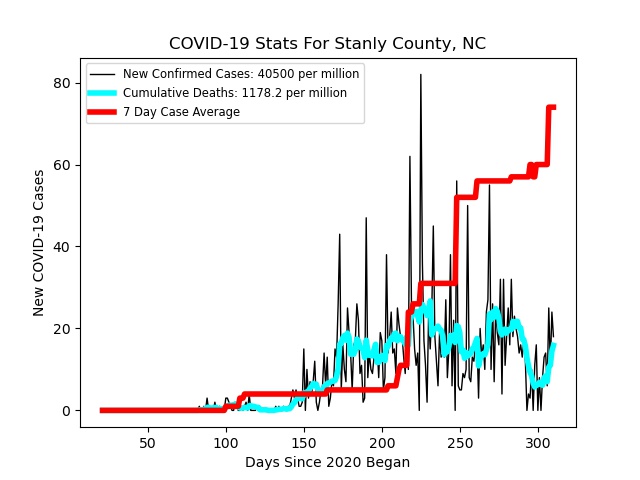 COVID-19 Stats For Stanly County, NC
New Confirmed Cases: 40500 per million
Cumulative Deaths: 1178.2 per million
7 Day Case Average
New COVID-19 Cases
80
60
40
20
0
50 100 150 200 250 300
Days Since 2020 Began